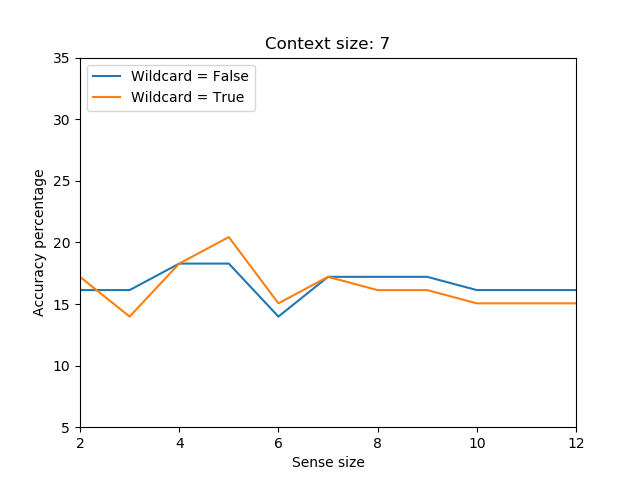 Context size: 7
Wildcard = False
Wildcard = True
35
30
25
20
15
10
5
Accuracy percentage
2 4 6 8 10 12
Sense size